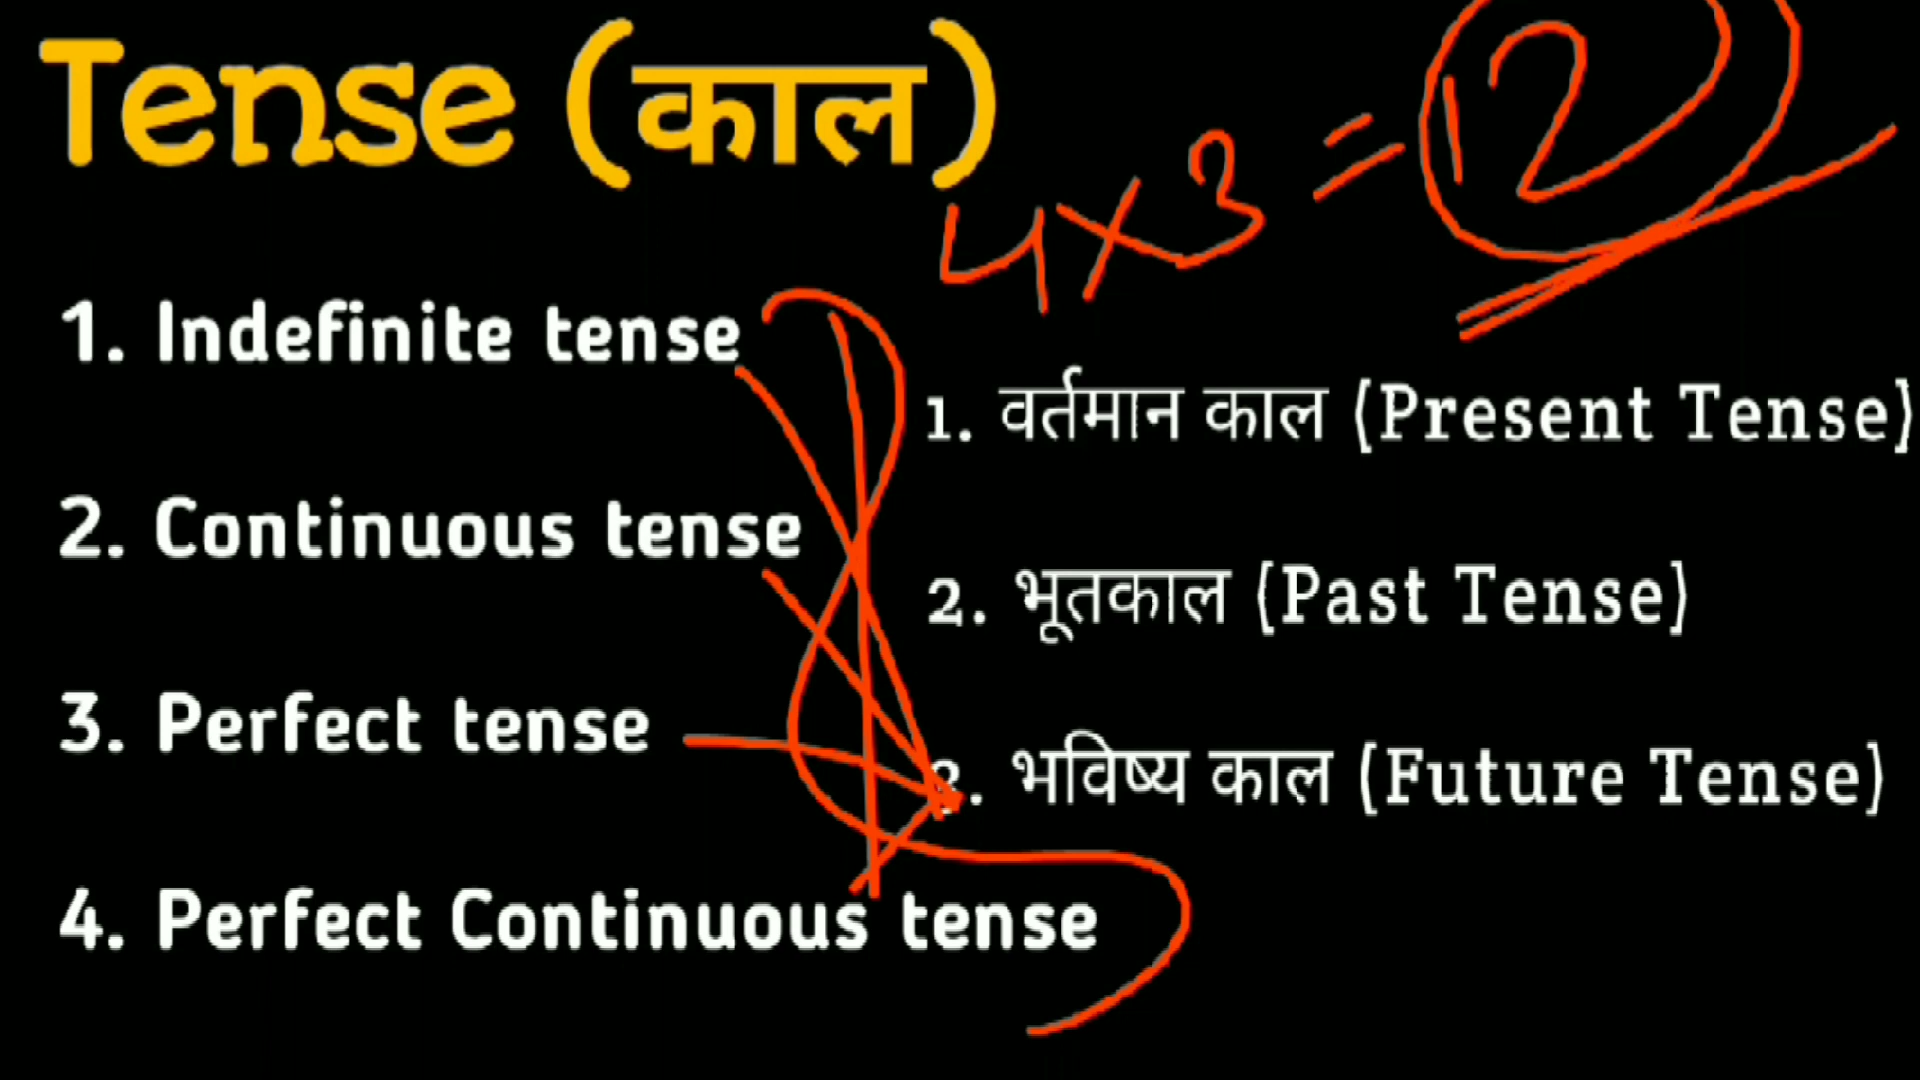 Tense (काल)
4x3 = 12
1. Indefinite tense
2. Continuous tense
3. Perfect tense
4. Perfect Continuous tense
1. वर्तमान काल (Present Tense)
2. भूतकाल (Past Tense)
3. भविष्य काल (Future Tense)